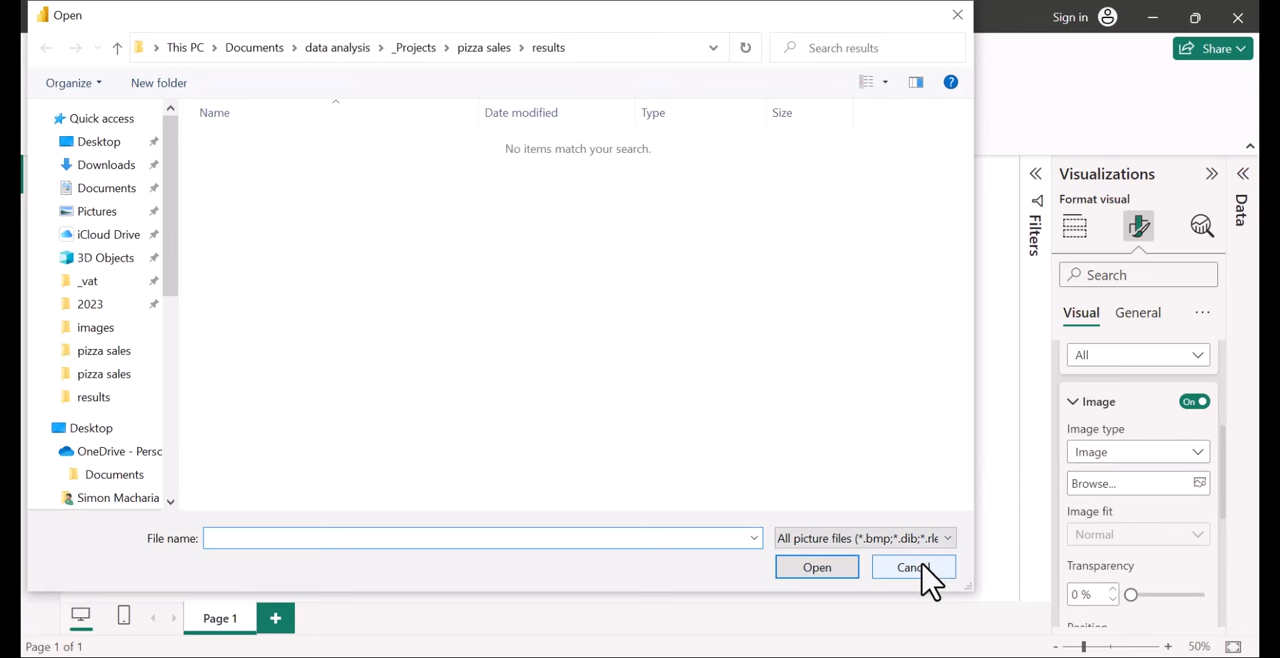 Open
Sign in
This PC > Documents > data analysis > _Projects > pizza sales > results
Search results
Share
Organize
New folder
Name
Date modified
Type
Size
No items match your search.
Quick access
Desktop
Downloads
Documents
Pictures
iCloud Drive
3D Objects
_vat
2023
images
pizza sales
pizza sales
results
Desktop
OneDrive - Persc
Documents
Simon Macharia
File name:
All picture files (*.bmp;*.dib;*.rle
Open
Visualizations
Format visual
Filters
Data
Search
Visual
General
All
Image
On
Image type
Image
Browse...
Image fit
Normal
Transparency
0 %
Page 1
Page 1 of 1
- +
50%